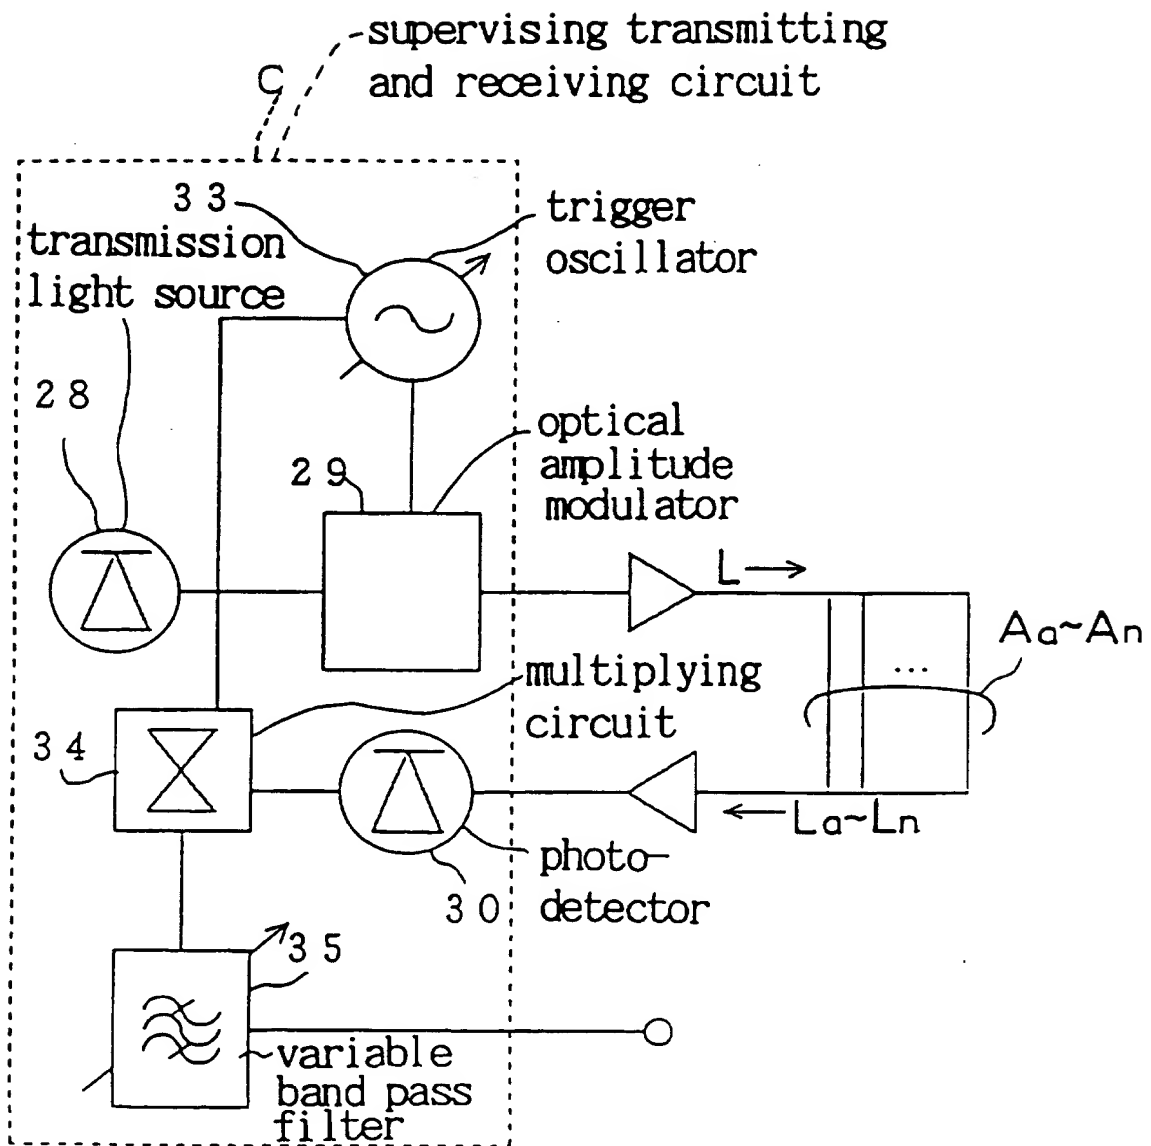 supervising transmitting
and receiving circuit
C
33
trigger
oscillator
transmission
light source
28
optical
amplitude
modulator
29
L →
Aa~An
...
multiplying
circuit
34
← La~Ln
photo-
detector
30
35
variable
band pass
filter